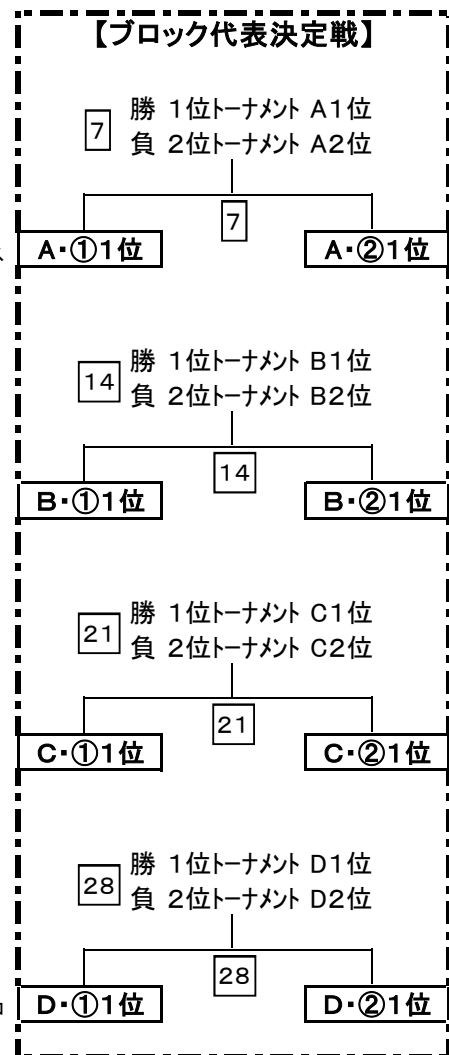 【ブロック代表決定戦】
7 勝 1位トーナメント A1位
負 2位トーナメント A2位
7
A・①1位 A・②1位
14 勝 1位トーナメント B1位
負 2位トーナメント B2位
14
B・①1位 B・②1位
21 勝 1位トーナメント C1位
負 2位トーナメント C2位
21
C・①1位 C・②1位
28 勝 1位トーナメント D1位
負 2位トーナメント D2位
28
D・①1位 D・②1位